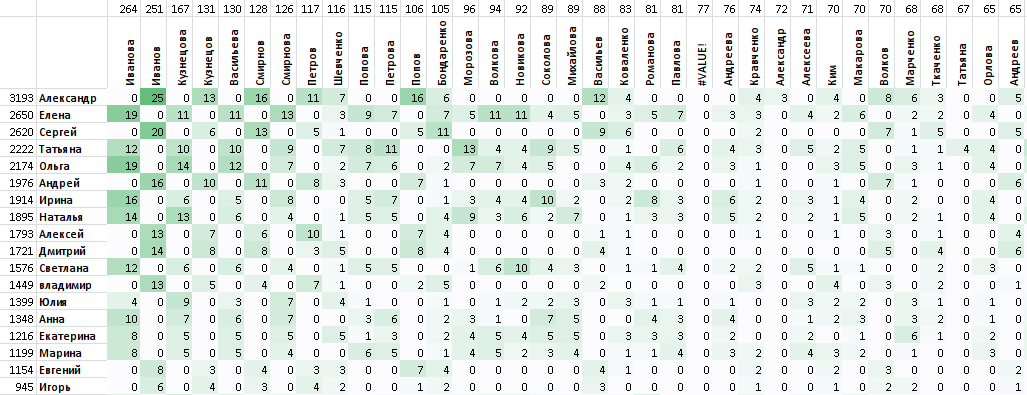 264 251 167 131 130 128 126 117 116 115 115 106 105 96 94 92 89 89 88 83 81 81 77 76 74 72 71 70 70 70 68 68 67 65 65
Иванова Иванов Кузнецова Кузнецов Васильева Смирнов Смирнова Петров Шевченко Попова Петрова Попов Бондаренко Морозова Волкова Новикова Соколова Михайлова Васильев Коваленко Романова Павлова #VALUE! Андреева Кравченко Александр Алексеева Ким Макарова Волков Марченко Ткаченко Татьяна Орлова Андреев
3193 Александр 0 25 0 13 0 16 0 11 7 0 0 16 6 0 0 0 0 0 12 4 0 0 0 0 4 3 0 4 0 8 6 3 0 0 5
2650 Елена 19 0 11 0 11 0 13 0 3 9 7 0 7 5 11 11 4 5 0 3 5 7 0 3 3 0 4 2 6 0 2 2 0 4 0
2620 Сергей 0 20 0 6 0 13 0 5 1 0 0 5 11 0 0 0 0 0 9 6 0 0 0 0 2 0 0 0 0 7 1 5 0 0 5
2222 Татьяна 12 0 10 0 10 0 9 0 7 8 11 0 0 13 4 4 9 5 0 1 0 6 0 4 3 0 5 2 5 0 2 1 4 4 0
2174 Ольга 19 0 14 0 12 0 7 0 2 7 6 0 2 7 7 4 5 0 0 4 6 2 0 3 1 0 0 3 5 0 3 1 0 4 0
1976 Андрей 0 16 0 10 0 11 0 8 3 0 0 7 1 0 0 0 0 0 3 2 0 0 0 0 1 0 0 1 0 7 1 0 0 0 6
1914 Ирина 16 0 6 0 5 0 8 0 0 5 7 0 1 3 4 4 10 2 0 0 8 3 0 6 2 0 3 1 4 0 2 0 0 4 0
1895 Наталья 14 0 13 0 6 0 4 0 1 5 5 0 4 9 3 6 2 7 0 1 3 3 0 5 2 0 2 1 5 0 2 2 0 4 0
1793 Алексей 0 13 0 7 0 6 0 10 1 0 0 7 4 0 0 0 0 0 1 1 0 0 0 0 1 0 0 0 0 3 0 1 0 0 4
1721 Дмитрий 0 14 0 8 0 8 0 3 5 0 0 8 4 0 0 0 0 0 4 1 0 0 0 0 1 0 0 1 0 5 0 4 0 0 6
1576 Светлана 12 0 6 0 6 0 4 0 1 5 5 0 0 1 6 10 4 3 0 1 1 4 0 2 2 0 5 1 1 0 0 2 0 3 0
1449 владимир 0 13 0 5 0 4 0 7 1 0 0 2 5 0 0 0 0 0 2 0 0 0 0 0 3 0 0 4 0 3 0 2 0 0 1
1399 Юлия 4 0 9 0 3 0 7 0 4 1 0 0 1 0 1 2 2 3 0 3 1 1 0 1 0 0 3 2 2 0 3 1 0 1 0
1348 Анна 10 0 7 0 6 0 7 0 0 3 6 0 2 3 1 0 7 5 0 0 4 3 0 4 0 0 1 2 3 0 3 2 0 3 0
1216 Екатерина 8 0 5 0 5 0 8 0 5 1 3 0 2 4 5 4 5 5 0 3 3 3 0 2 2 0 2 0 1 0 6 1 0 2 0
1199 Марина 8 0 5 0 5 0 4 0 0 6 5 0 1 4 5 2 3 4 0 1 0 4 0 3 2 0 4 3 2 0 1 0 0 3 0
1154 Евгений 0 8 0 3 0 4 0 3 3 0 0 7 4 0 0 0 0 0 4 1 0 0 0 0 2 0 0 2 0 3 0 0 0 0 2
945 Игорь 0 6 0 4 0 3 0 4 2 0 0 1 2 0 0 0 0 0 3 0 0 0 0 0 1 0 0 1 0 2 2 0 0 0 1